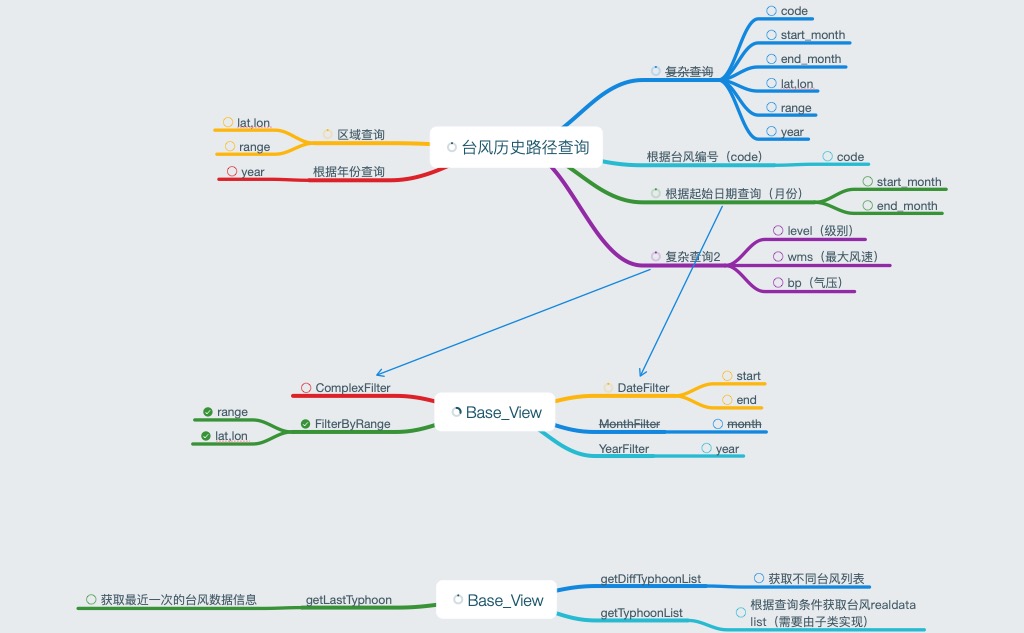 台风历史路径查询
复杂查询
code
start_month
end_month
lat,lon
range
year
根据台风编号（code）
code
根据起始日期查询（月份）
start_month
end_month
复杂查询2
level（级别）
wms（最大风速）
bp（气压）
区域查询
lat,lon
range
根据年份查询
year
Base_View
DateFilter
start
end
MonthFilter
month
YearFilter
year
ComplexFilter
FilterByRange
range
lat,lon
Base_View
getDiffTyphoonList
获取不同台风列表
getTyphoonList
根据查询条件获取台风realdata
list（需要由子类实现）
getLastTyphoon
获取最近一次的台风数据信息